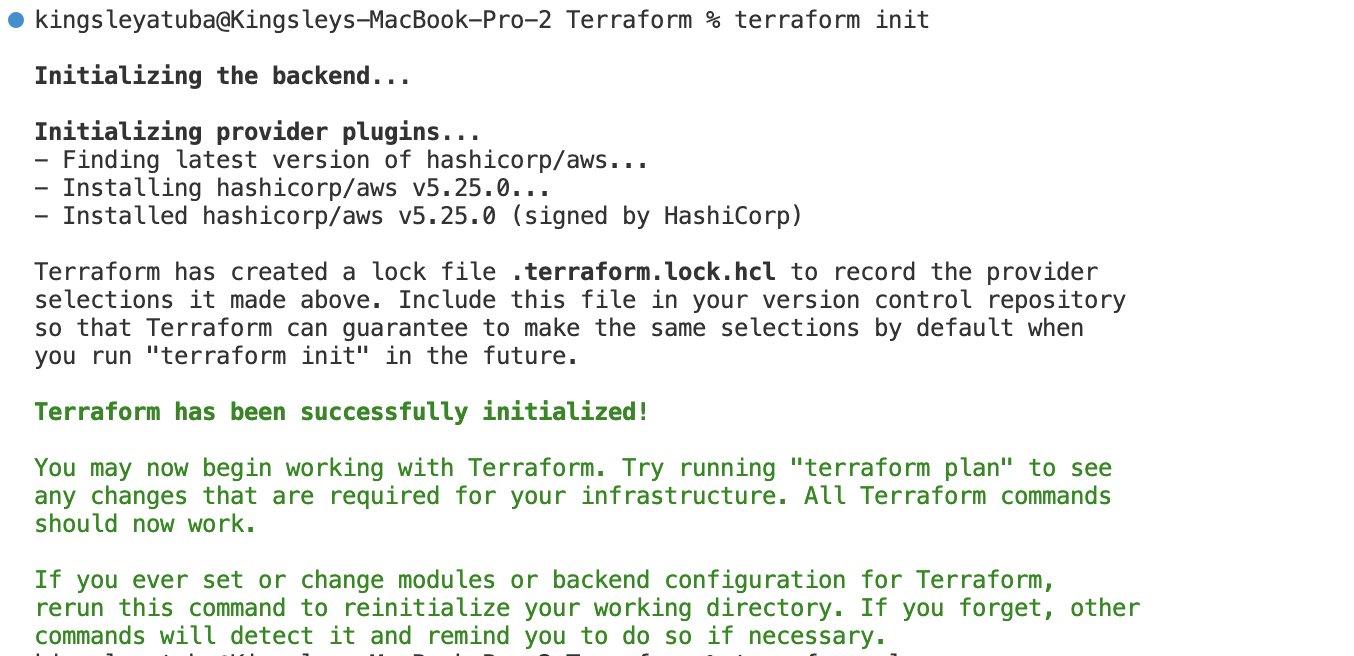 kingsleyatuba@Kingsleys-MacBook-Pro-2 Terraform % terraform init
Initializing the backend...
Initializing provider plugins...
- Finding latest version of hashicorp/aws...
- Installing hashicorp/aws v5.25.0...
- Installed hashicorp/aws v5.25.0 (signed by HashiCorp)
Terraform has created a lock file .terraform.lock.hcl to record the provider
selections it made above. Include this file in your version control repository
so that Terraform can guarantee to make the same selections by default when
you run "terraform init" in the future.
Terraform has been successfully initialized!
You may now begin working with Terraform. Try running "terraform plan" to see
any changes that are required for your infrastructure. All Terraform commands
should now work.
If you ever set or change modules or backend configuration for Terraform,
rerun this command to reinitialize your working directory. If you forget, other
commands will detect it and remind you to do so if necessary.